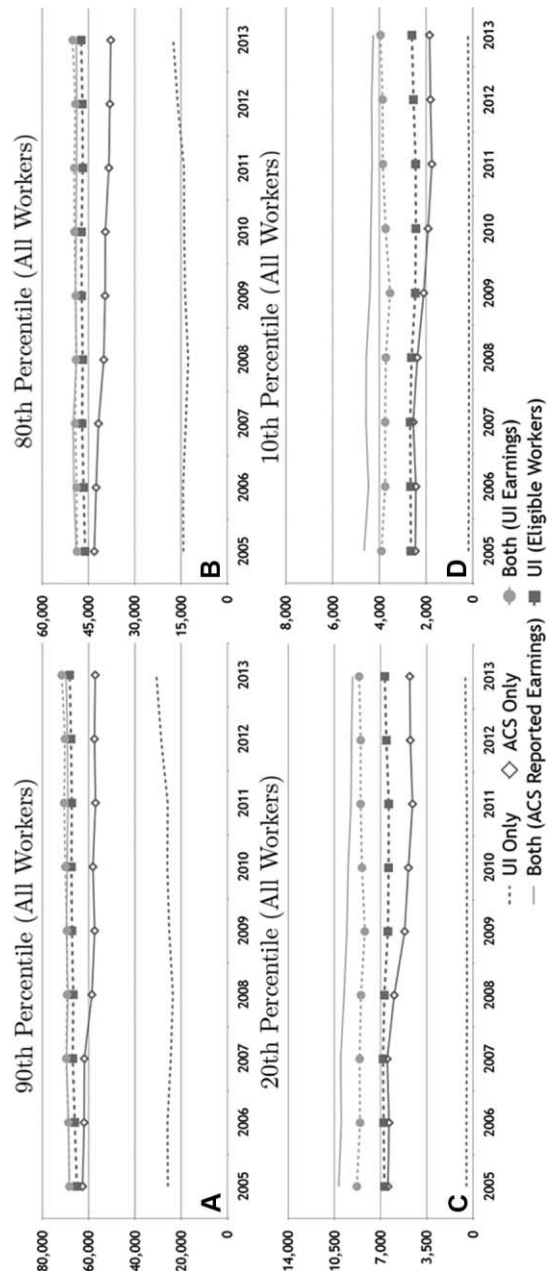 90th Percentile (All Workers)
80,000
60,000
40,000
20,000
0
2005 2006 2007 2008 2009 2010 2011 2012 2013
A
80th Percentile (All Workers)
60,000
45,000
30,000
15,000
0
2005 2006 2007 2008 2009 2010 2011 2012 2013
B
20th Percentile (All Workers)
14,000
10,500
7,000
3,500
0
2005 2006 2007 2008 2009 2010 2011 2012 2013
C
10th Percentile (All Workers)
8,000
6,000
4,000
2,000
0
2005 2006 2007 2008 2009 2010 2011 2012 2013
D
UI Only ACS Only Both (UI Earnings)
Both (ACS Reported Earnings) UI (Eligible Workers)